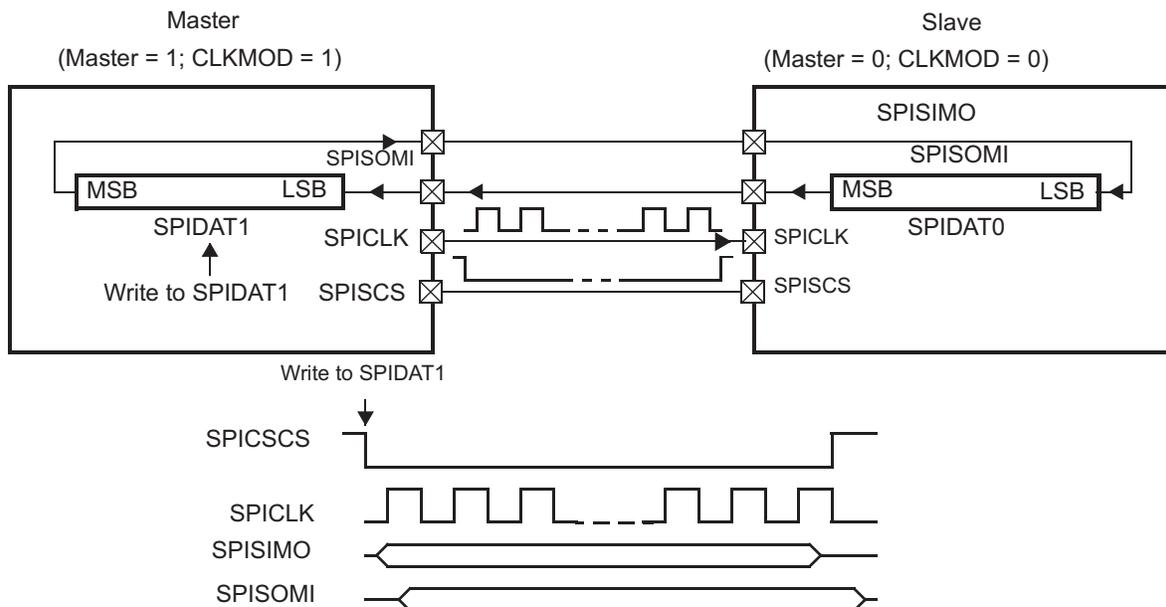 Master
(Master = 1; CLKMOD = 1)
Slave
(Master = 0; CLKMOD = 0)
SPISIMO
SPISOMI
SPISOMI
MSB LSB
MSB LSB
SPIDAT1
SPIDAT0
SPICLK
SPICLK
Write to SPIDAT1
SPISCS
SPISCS
Write to SPIDAT1
SPICSCS
SPICLK
SPISIMO
SPISOMI